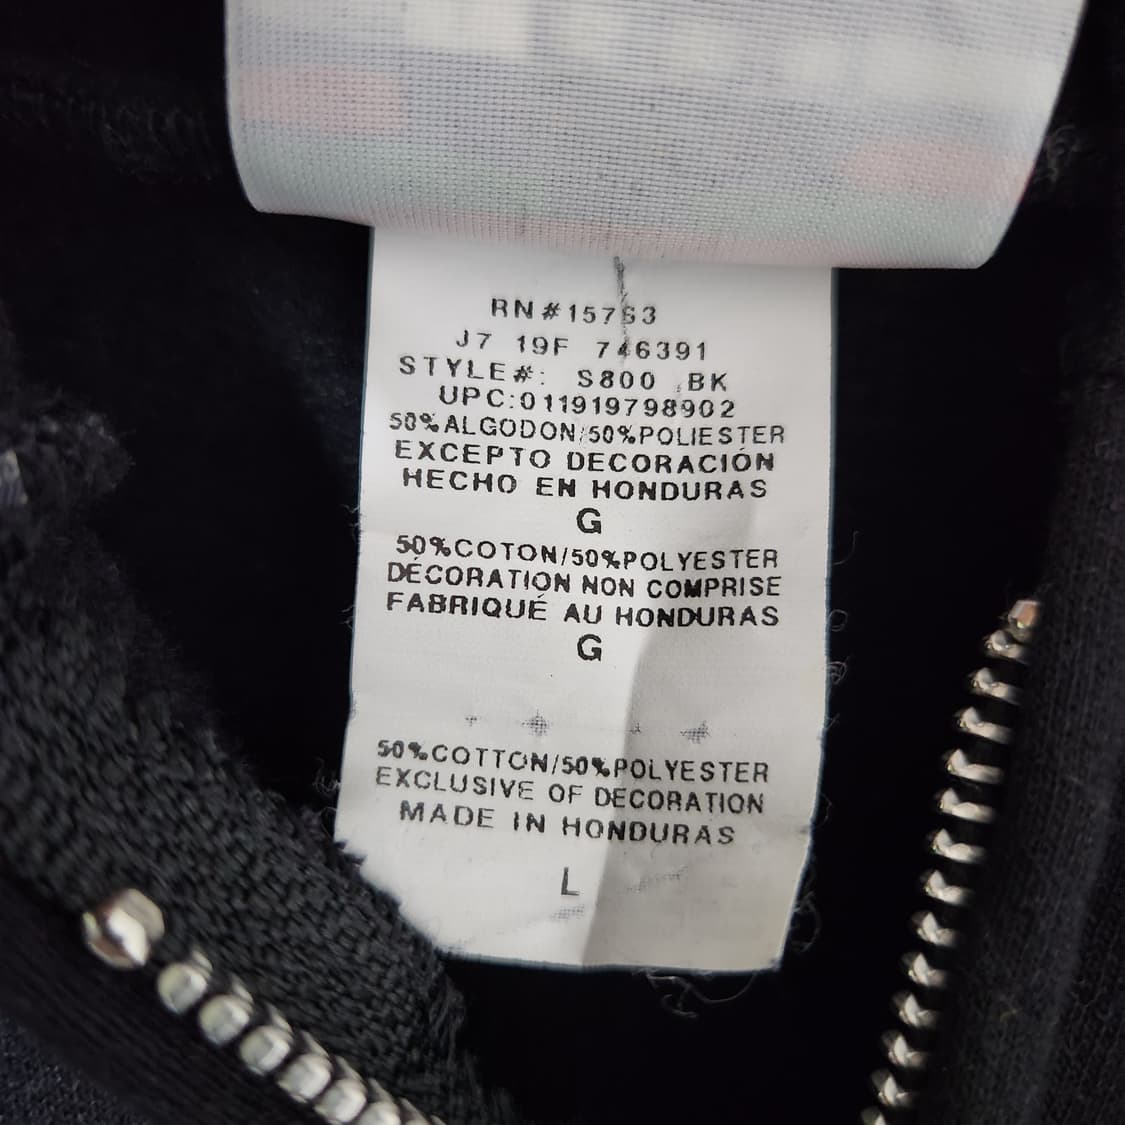 RN#15763
J7 19F 746391
STYLE#: S800 BK
UPC:011919798902
50%ALGODON/50%POLIESTER
EXCEPTO DECORACIÓN
HECHO EN HONDURAS
G
50%COTON/50%POLYESTER
DÉCORATION NON COMPRISE
FABRIQUÉ AU HONDURAS
G
50%COTTON/50%POLYESTER
EXCLUSIVE OF DECORATION
MADE IN HONDURAS
L